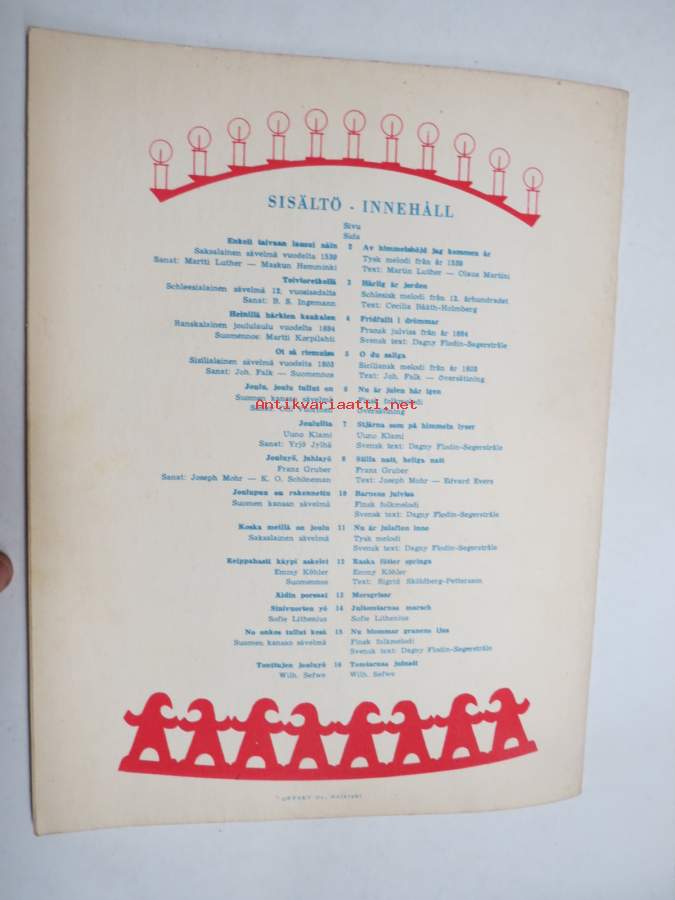 SISÄLTÖ - INNEHÅLL
Sivu
Sida
Enkeli taivaan lausui näin 2 Av himmelshöjd jag kommen är
Saksalainen sävelmä vuodelta 1539 Tysk melodi från år 1539
Sanat: Martti Luther — Maskun Hemminki Text: Martin Luther — Olaus Martini
Toivioretkellä 3 Härlig är jorden
Schleesialainen sävelmä 12. vuosisadalta Schlesisk melodi från 12. århundradet
Sanat: B. S. Ingemann Text: Cecilia Bååth-Holmberg
Heinillä härkien kaukalon 4 Fridfullt i drömmar
Ranskalainen joululaulu vuodelta 1884 Fransk julvisa från år 1884
Suomennos: Martti Korpilahti Svensk text: Dagny Flodin-Segerstråle
Oi sä riemuisa 5 O du saliga
Sisilialainen sävelmä vuodelta 1803 Siciliansk melodi från år 1803
Sanat: Joh. Falk — Suomennos Text: Joh. Falk — översättning
Joulu, joulu tullut on 6 Nu är julen här igen
Suomen kansan sävelmä Finsk folkmelodi
Översättning
Antikvariaatti.net
Jouluilta 7 Stjärna som på himmeln lyser
Uuno Klami Uuno Klami
Sanat: Yrjö Jylhä Svensk text: Dagny Flodin-Segerstråle
Jouluyö, juhlayö 8 Stilla natt, heliga natt
Franz Gruber Franz Gruber
Sanat: Joseph Mohr — K. O. Schöneman Text: Joseph Mohr — Edvard Evers
Joulupuu on rakennettu 10 Barnens julvisa
Suomen kansan sävelmä Finsk folkmelodi
Svensk text: Dagny Flodin-Segerstråle
Koska meillä on joulu 11 Nu är julafton inne
Saksalainen sävelmä Tysk melodi
Svensk text: Dagny Flodin-Segerstråle
Reippahasti käypi askelet 12 Raska fötter springa
Emmy Köhler Emmy Köhler
Suomennos Text: Sigrid Sköldberg-Pettersson
Äidin porsaat 13 Morsgrisar
Sinivuorten yö 14 Jultomtarnas marsch
Sofie Lithenius Sofie Lithenius
No onkos tullut kesä 15 Nu blommar granens ljus
Suomen kansan sävelmä Finsk folkmelodi
Svensk text: Dagny Flodin-Segerstråle
Tonttujen jouluyö 16 Tomtarnas julnatt
Wilh. Sefwe Wilh. Sefwe